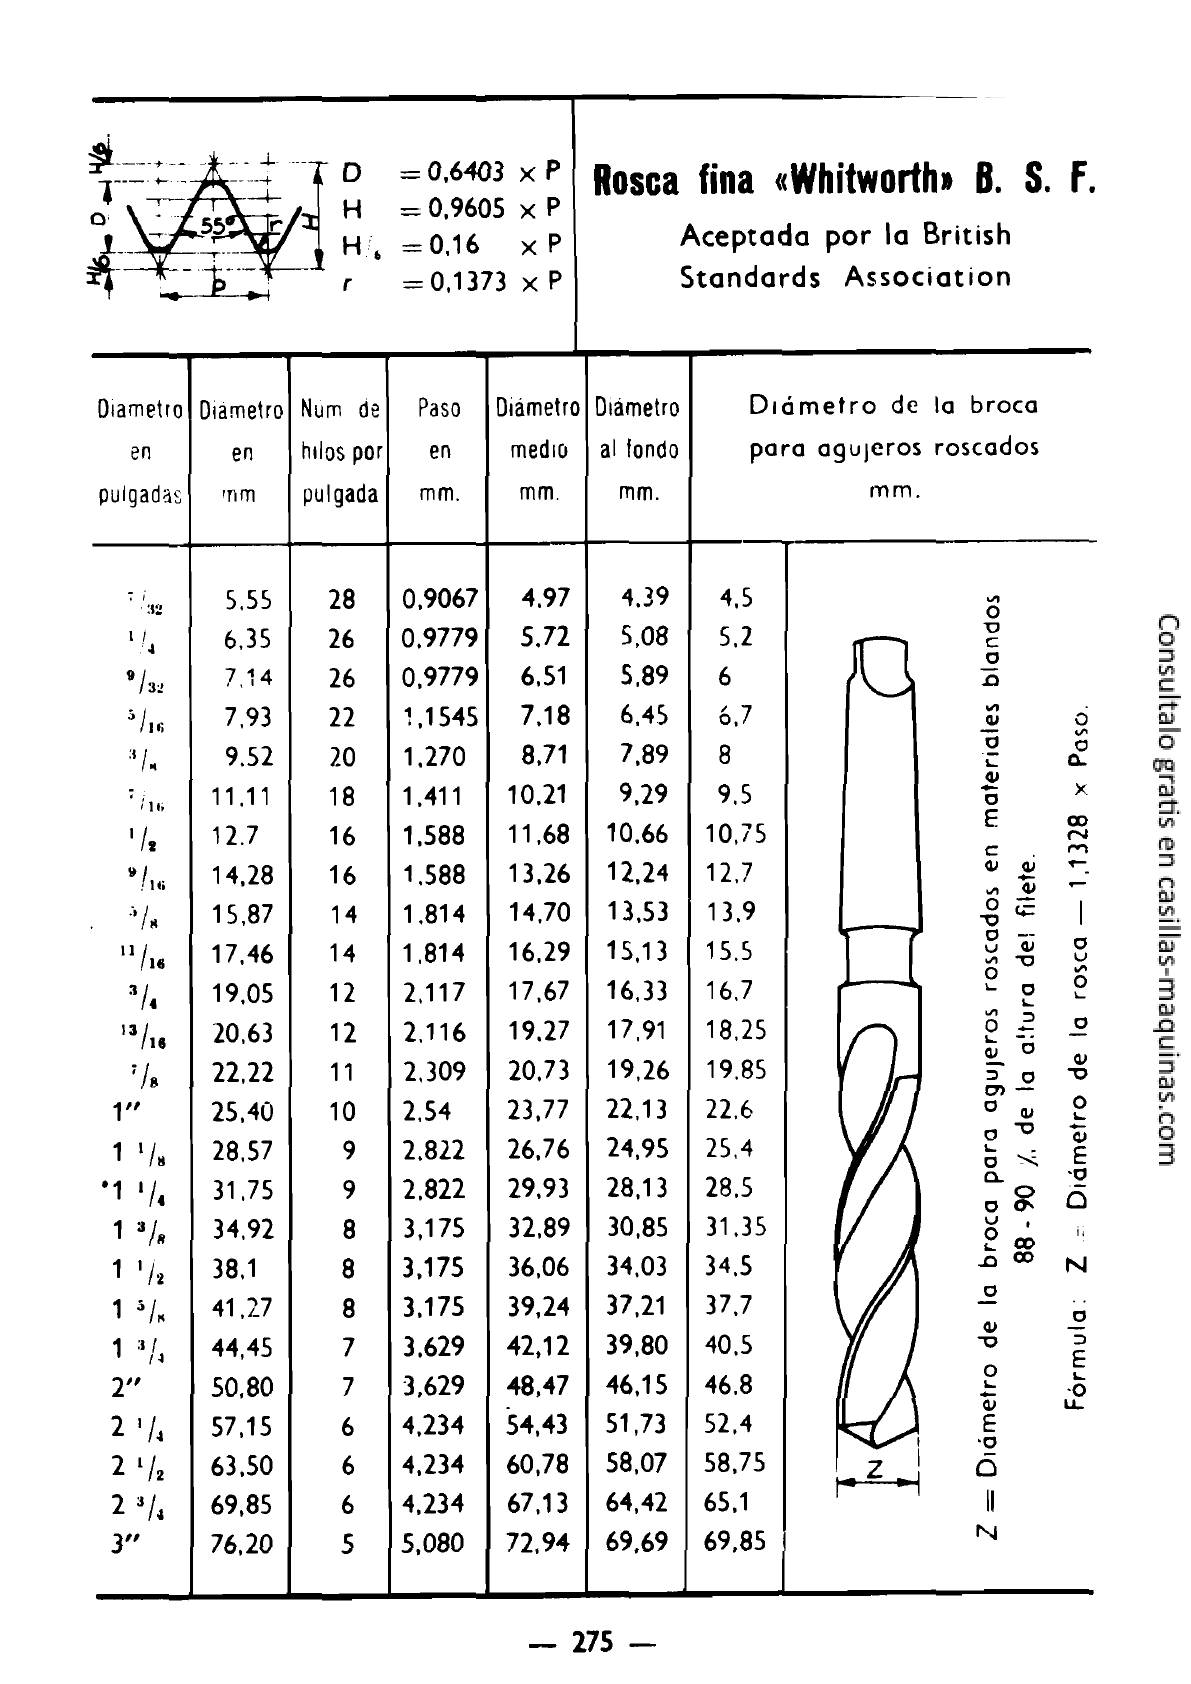 H/6
D
H/6
55°
r
H
P
D = 0,6403 × P
H = 0,9605 × P
H/6 = 0,16 × P
r = 0,1373 × P
Rosca fina «Whitworth» B. S. F.
Aceptada por la British
Standards Association
Diametro en pulgadas
Diámetro en mm
Num de hilos por pulgada
Paso en mm.
Diámetro medio mm.
Diámetro al fondo mm.
Diámetro de la broca para agujeros roscados mm.
7/32 5,55 28 0,9067 4,97 4,39 4,5
1/4 6,35 26 0,9779 5,72 5,08 5,2
9/32 7,14 26 0,9779 6,51 5,89 6
5/16 7,93 22 1,1545 7,18 6,45 6,7
3/8 9,52 20 1,270 8,71 7,89 8
7/16 11,11 18 1,411 10,21 9,29 9,5
1/2 12,7 16 1,588 11,68 10,66 10,75
9/16 14,28 16 1,588 13,26 12,24 12,7
5/8 15,87 14 1,814 14,70 13,53 13,9
11/16 17,46 14 1,814 16,29 15,13 15,5
3/4 19,05 12 2,117 17,67 16,33 16,7
13/16 20,63 12 2,116 19,27 17,91 18,25
7/8 22,22 11 2,309 20,73 19,26 19,85
1" 25,40 10 2,54 23,77 22,13 22,6
1 1/8 28,57 9 2,822 26,76 24,95 25,4
1 1/4 31,75 9 2,822 29,93 28,13 28,5
1 3/8 34,92 8 3,175 32,89 30,85 31,35
1 1/2 38,1 8 3,175 36,06 34,03 34,5
1 5/8 41,27 8 3,175 39,24 37,21 37,7
1 3/4 44,45 7 3,629 42,12 39,80 40,5
2" 50,80 7 3,629 48,47 46,15 46,8
2 1/4 57,15 6 4,234 54,43 51,73 52,4
2 1/2 63,50 6 4,234 60,78 58,07 58,75
2 3/4 69,85 6 4,234 67,13 64,42 65,1
3" 76,20 5 5,080 72,94 69,69 69,85
Z
Z = Diámetro de la broca para agujeros roscados en materiales blandos
88 - 90 % de la altura del filete.
Fórmula: Z = Diámetro de la rosca — 1,1328 × Paso.
Consultalo gratis en casillas-maquinas.com
— 275 —